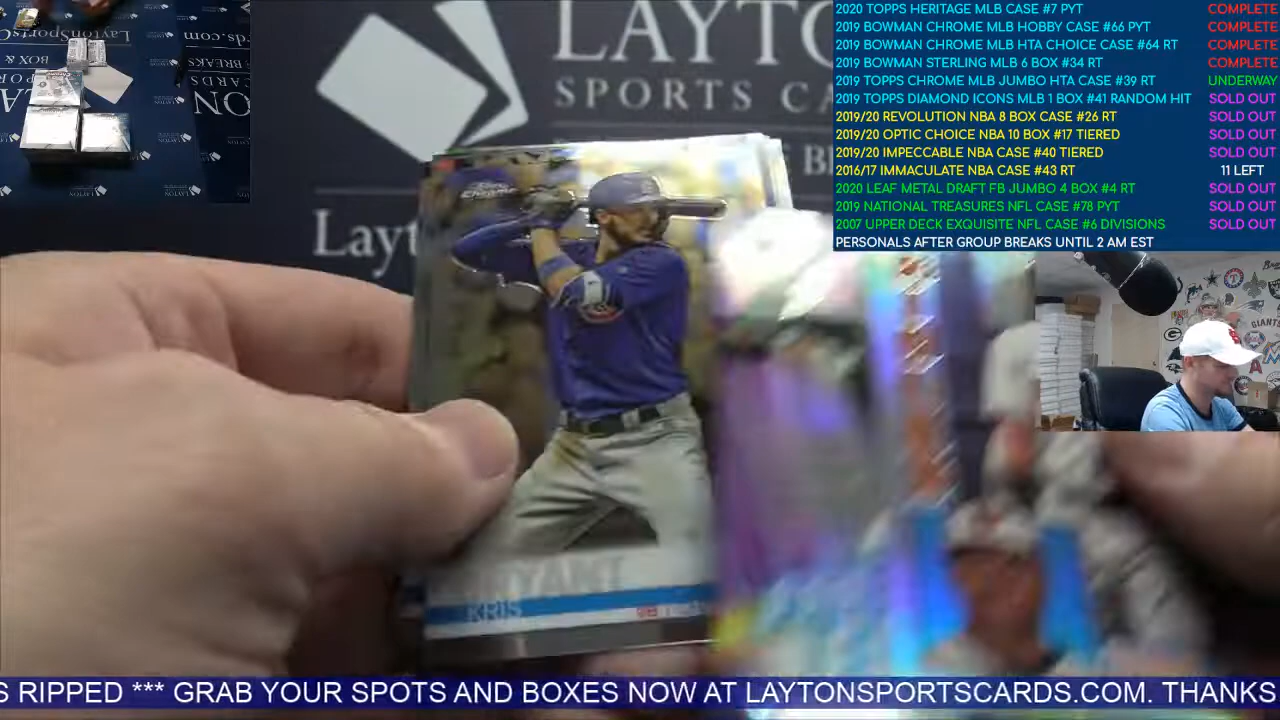 2020 TOPPS HERITAGE MLB CASE #7 PYT COMPLETE
2019 BOWMAN CHROME MLB HOBBY CASE #66 PYT COMPLETE
2019 BOWMAN CHROME MLB HTA CHOICE CASE #64 RT COMPLETE
2019 BOWMAN STERLING MLB 6 BOX #34 RT COMPLETE
2019 TOPPS CHROME MLB JUMBO HTA CASE #39 RT UNDERWAY
2019 TOPPS DIAMOND ICONS MLB 1 BOX #41 RANDOM HIT SOLD OUT
2019/20 REVOLUTION NBA 8 BOX CASE #26 RT SOLD OUT
2019/20 OPTIC CHOICE NBA 10 BOX #17 TIERED SOLD OUT
2019/20 IMPECCABLE NBA CASE #40 TIERED SOLD OUT
2016/17 IMMACULATE NBA CASE #43 RT 11 LEFT
2020 LEAF METAL DRAFT FB JUMBO 4 BOX #4 RT SOLD OUT
2019 NATIONAL TREASURES NFL CASE #78 PYT SOLD OUT
2007 UPPER DECK EXQUISITE NFL CASE #6 DIVISIONS SOLD OUT
PERSONALS AFTER GROUP BREAKS UNTIL 2 AM EST
LAYTO
SPORTS CA
Layt
KRIS
S RIPPED *** GRAB YOUR SPOTS AND BOXES NOW AT LAYTONSPORTSCARDS.COM. THANKS